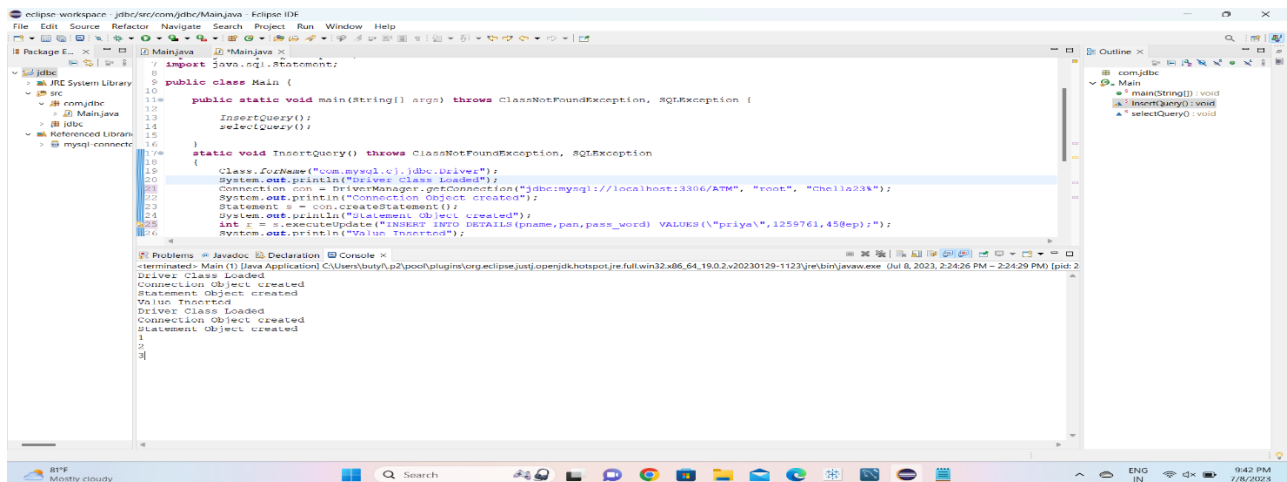 eclipse-workspace - jdbc/src/com/jdbc/Main.java - Eclipse IDE
File Edit Source Refactor Navigate Search Project Run Window Help
Package E...
Main.java
*Main.java
Outline
jdbc
JRE System Library
src
com.jdbc
Main.java
jdbc
Referenced Librari
mysql-connecto
7 import java.sql.Statement;
8
9 public class Main {
10
11 public static void main(String[] args) throws ClassNotFoundException, SQLException {
12
13 InsertQuery();
14 selectQuery();
15
16 }
17 static void InsertQuery() throws ClassNotFoundException, SQLException
18 {
19 Class.forName("com.mysql.cj.jdbc.Driver");
20 System.out.println("Driver Class Loaded");
21 Connection con = DriverManager.getConnection("jdbc:mysql://localhost:3306/ATM", "root", "Chella23%");
22 System.out.println("Connection Object created");
23 Statement s = con.createStatement();
24 System.out.println("Statement Object created");
25 int r = s.executeUpdate("INSERT INTO DETAILS(pname,pan,pass_word) VALUES(\"priya\",1259761,45@ep);");
26 System.out.println("Value Inserted");
com.jdbc
Main
main(String[]) : void
InsertQuery() : void
selectQuery() : void
Problems Javadoc Declaration Console
<terminated> Main (1) [Java Application] C:\Users\butyl\.p2\pool\plugins\org.eclipse.justj.openjdk.hotspot.jre.full.win32.x86_64_19.0.2.v20230129-1123\jre\bin\javaw.exe (Jul 8, 2023, 2:24:26 PM – 2:24:29 PM) [pid: 2
Driver Class Loaded
Connection Object created
Statement Object created
Value Inserted
Driver Class Loaded
Connection Object created
Statement Object created
1
2
3
81°F
Mostly cloudy
Search
ENG
IN
9:42 PM
7/8/2023